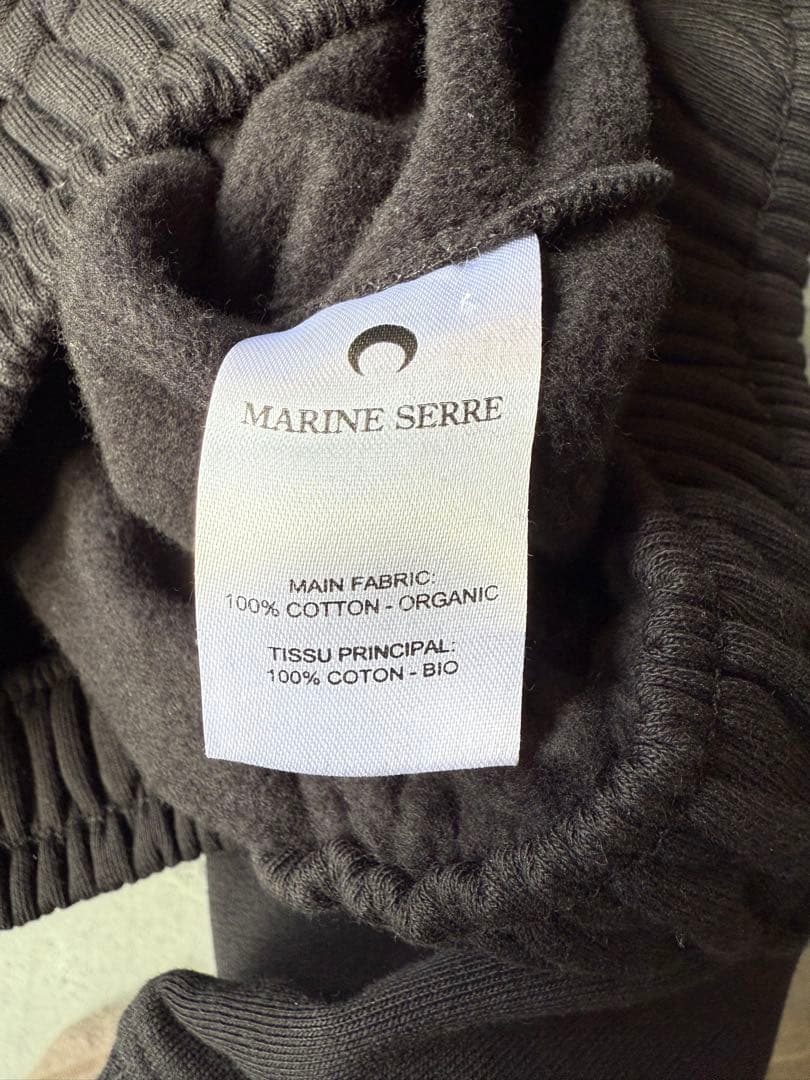 MARINE SERRE
MAIN FABRIC:
100% COTTON - ORGANIC
TISSU PRINCIPAL:
100% COTON - BIO